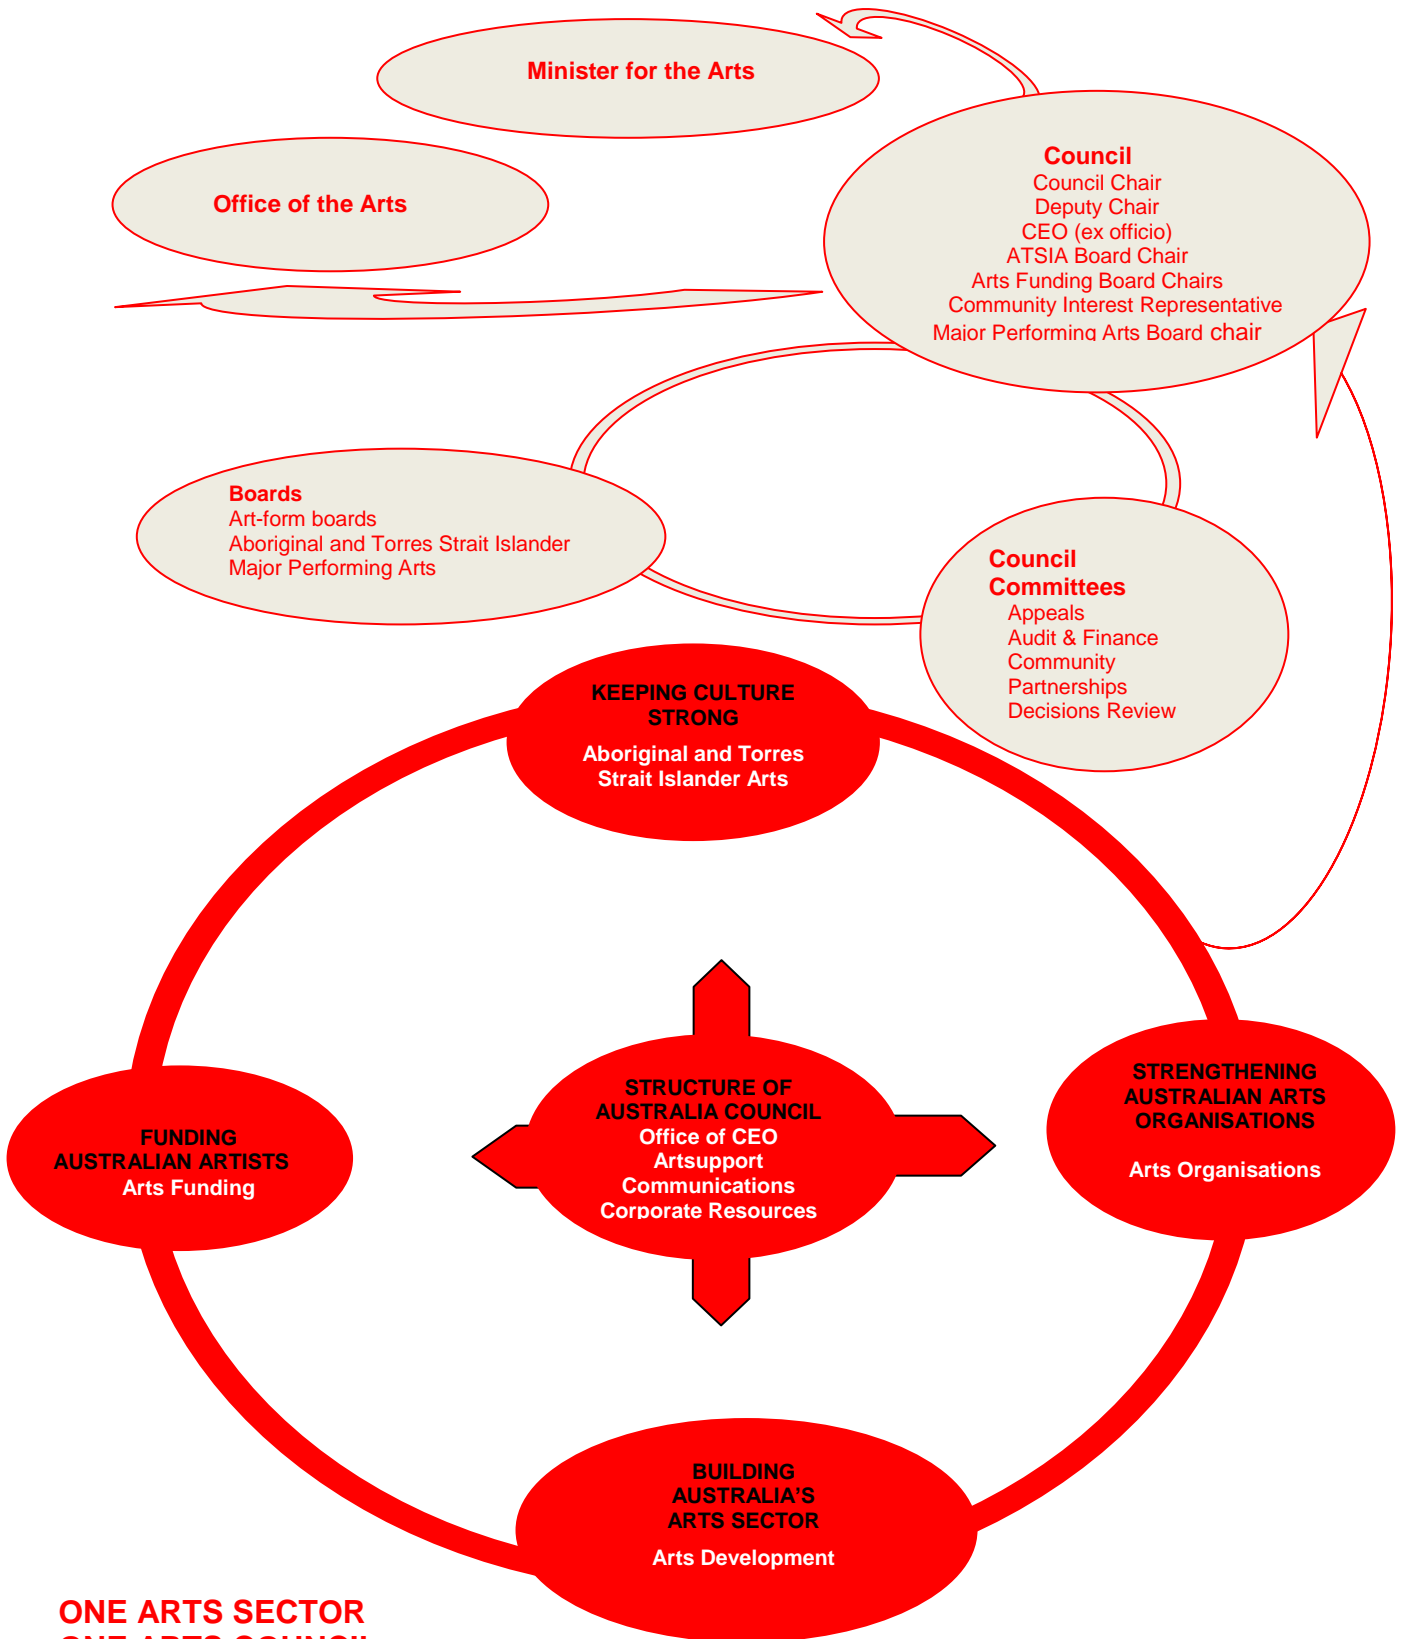 Minister for the Arts
Office of the Arts
Council
Council Chair
Deputy Chair
CEO (ex officio)
ATSIA Board Chair
Arts Funding Board Chairs
Community Interest Representative
Major Performing Arts Board chair
Boards
Art-form boards
Aboriginal and Torres Strait Islander
Major Performing Arts
Council
Committees
Appeals
Audit & Finance
Community
Partnerships
Decisions Review
KEEPING CULTURE
STRONG
Aboriginal and Torres
Strait Islander Arts
STRUCTURE OF
AUSTRALIA COUNCIL
Office of CEO
Artsupport
Communications
Corporate Resources
STRENGTHENING
AUSTRALIAN ARTS
ORGANISATIONS
Arts Organisations
FUNDING
AUSTRALIAN ARTISTS
Arts Funding
BUILDING
AUSTRALIA'S
ARTS SECTOR
Arts Development
ONE ARTS SECTOR
ONE ARTS COUNCIL